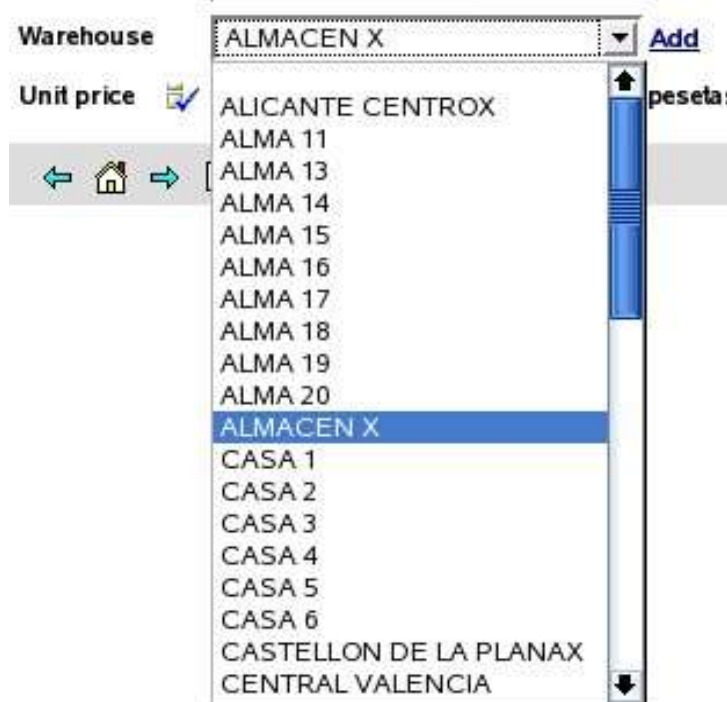 Warehouse ALMACEN X Add
Unit price pesetas
ALICANTE CENTROX
ALMA 11
ALMA 13
ALMA 14
ALMA 15
ALMA 16
ALMA 17
ALMA 18
ALMA 19
ALMA 20
ALMACEN X
CASA 1
CASA 2
CASA 3
CASA 4
CASA 5
CASA 6
CASTELLON DE LA PLANAX
CENTRAL VALENCIA